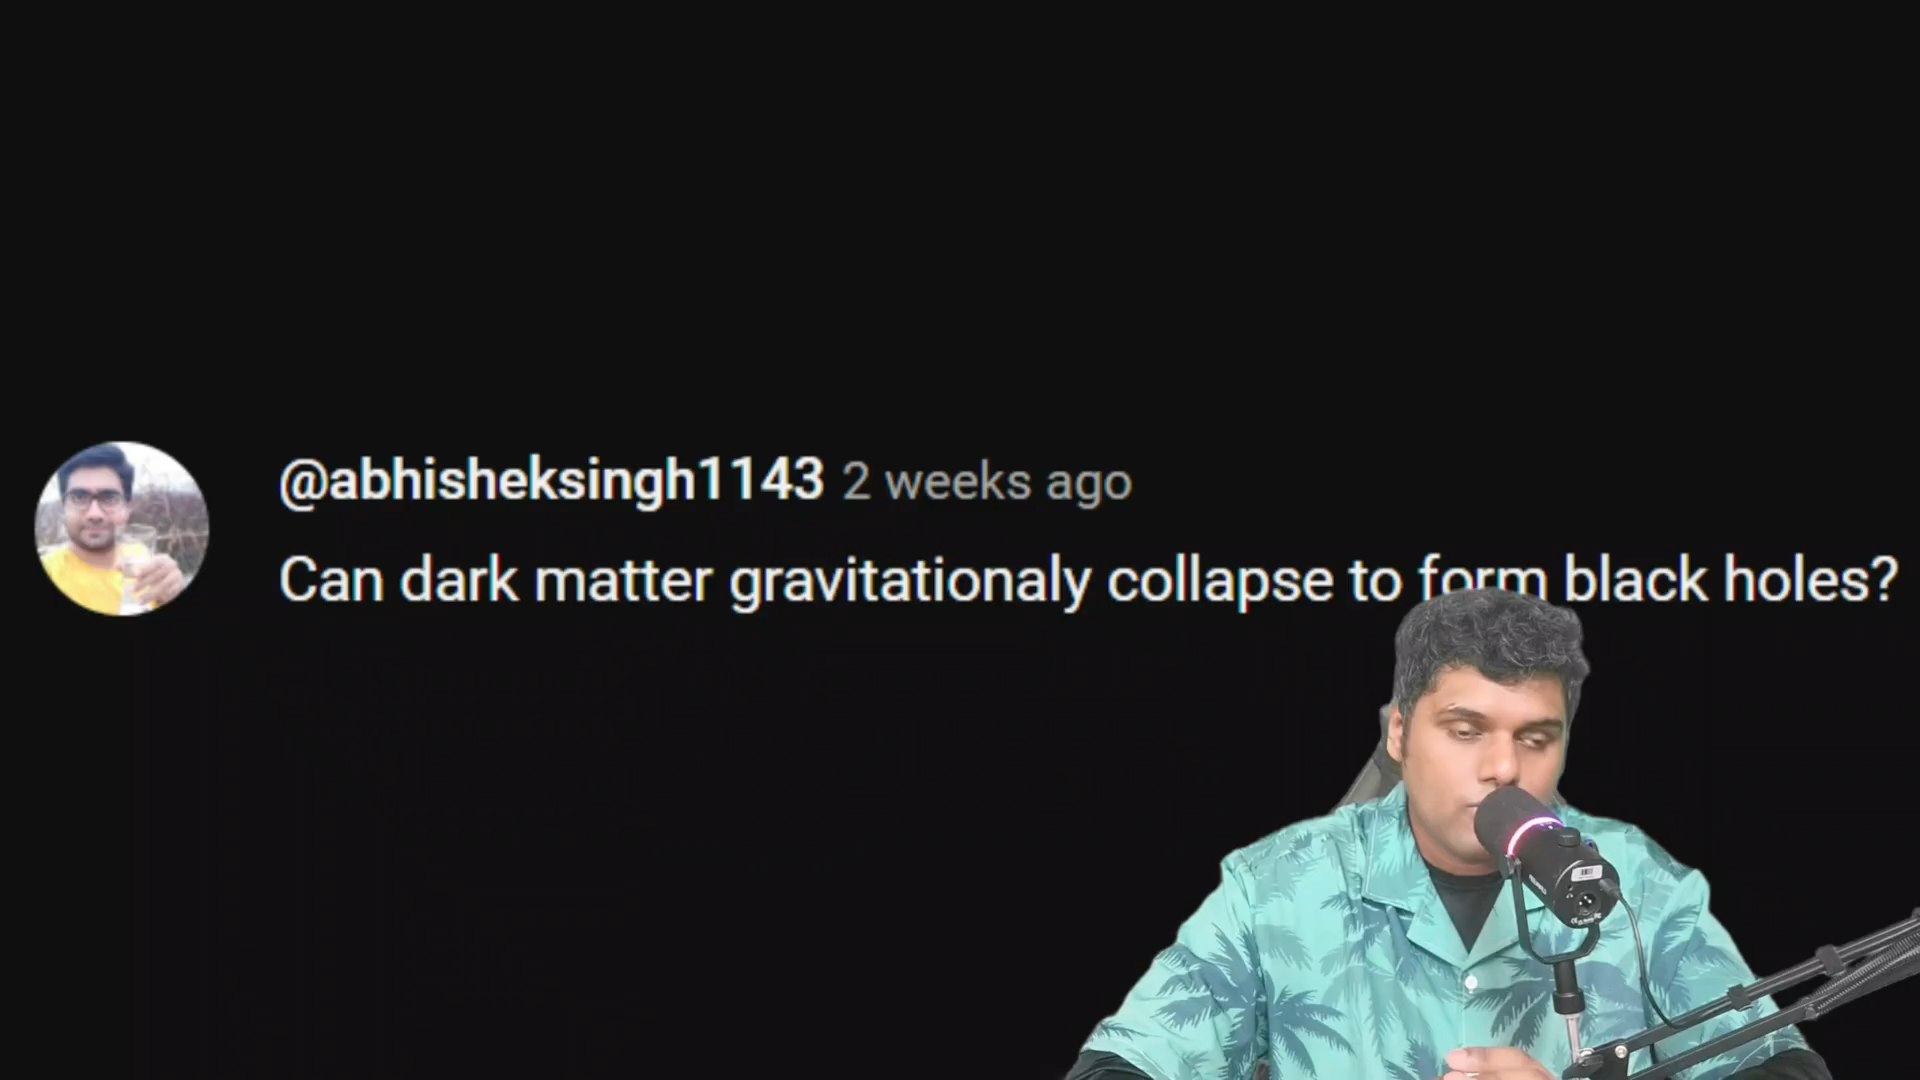 @abhisheksingh1143 2 weeks ago
Can dark matter gravitationaly collapse to form black holes?